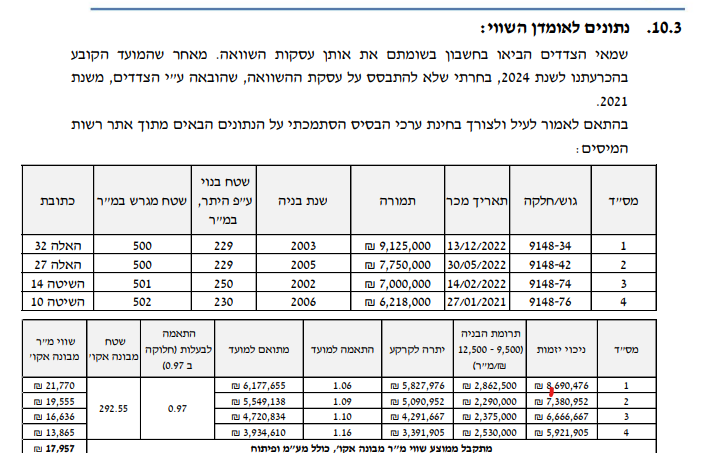 10.3. נתונים לאומדן השווי:
שמאי הצדדים הביאו בחשבון בשומתם את אותן עסקות השוואה. מאחר שהמועד הקובע
בהכרעתנו לשנת 2024, בחרתי שלא להתבסס על עסקת ההשוואה, שהובאה ע״י הצדדים, משנת
2021.
בהתאם לאמור לעיל ולצורך בחינת ערכי הבסיס הסתמכתי על הנתונים הבאים מתוך אתר רשות
המיסים:
מס״ד גוש/חלקה תאריך מכר תמורה שנת בניה שטח בנוי ע״פ היתר, במ״ר שטח מגרש במ״ר כתובת
1 9148-34 13/12/2022 9,125,000 ₪ 2003 229 500 האלה 32
2 9148-42 30/05/2022 7,750,000 ₪ 2005 229 500 האלה 27
3 9148-74 14/02/2022 7,000,000 ₪ 2002 250 501 השיטה 14
4 9148-76 27/01/2021 6,218,000 ₪ 2006 230 502 השיטה 10
מס״ד ניכוי יזמות תרומת הבניה (9,500 - 12,500 ₪/מ״ר) יתרה לקרקע התאמה למועד מתואם למועד התאמה לבעלות (חלוקה ב 0.97) שטח מבונה אקו׳ שווי מ״ר מבונה אקו׳
1 8,690,476 ₪ 2,862,500 ₪ 5,827,976 ₪ 1.06 6,177,655 ₪ 0.97 292.55 21,770 ₪
2 7,380,952 ₪ 2,290,000 ₪ 5,090,952 ₪ 1.09 5,549,138 ₪ 19,555 ₪
3 6,666,667 ₪ 2,375,000 ₪ 4,291,667 ₪ 1.10 4,720,834 ₪ 16,636 ₪
4 5,921,905 ₪ 2,530,000 ₪ 3,391,905 ₪ 1.16 3,934,610 ₪ 13,865 ₪
מתקבל ממוצע שווי מ״ר מבונה אקו׳, כולל מע״מ ופיתוח 17,957 ₪